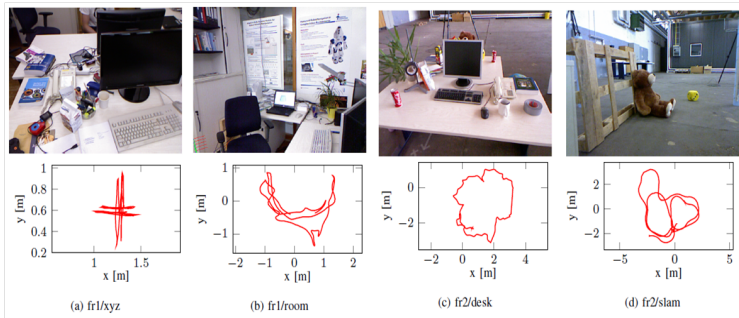 1
0.8
0.6
0.4
0.2
y [m]
1 1.5
x [m]
1
0
−1
y [m]
−2 −1 0 1 2
x [m]
0
−2
y [m]
−2 0 2 4
x [m]
2
0
−2
y [m]
−5 0 5
x [m]
(a) fr1/xyz
(b) fr1/room
(c) fr2/desk
(d) fr2/slam